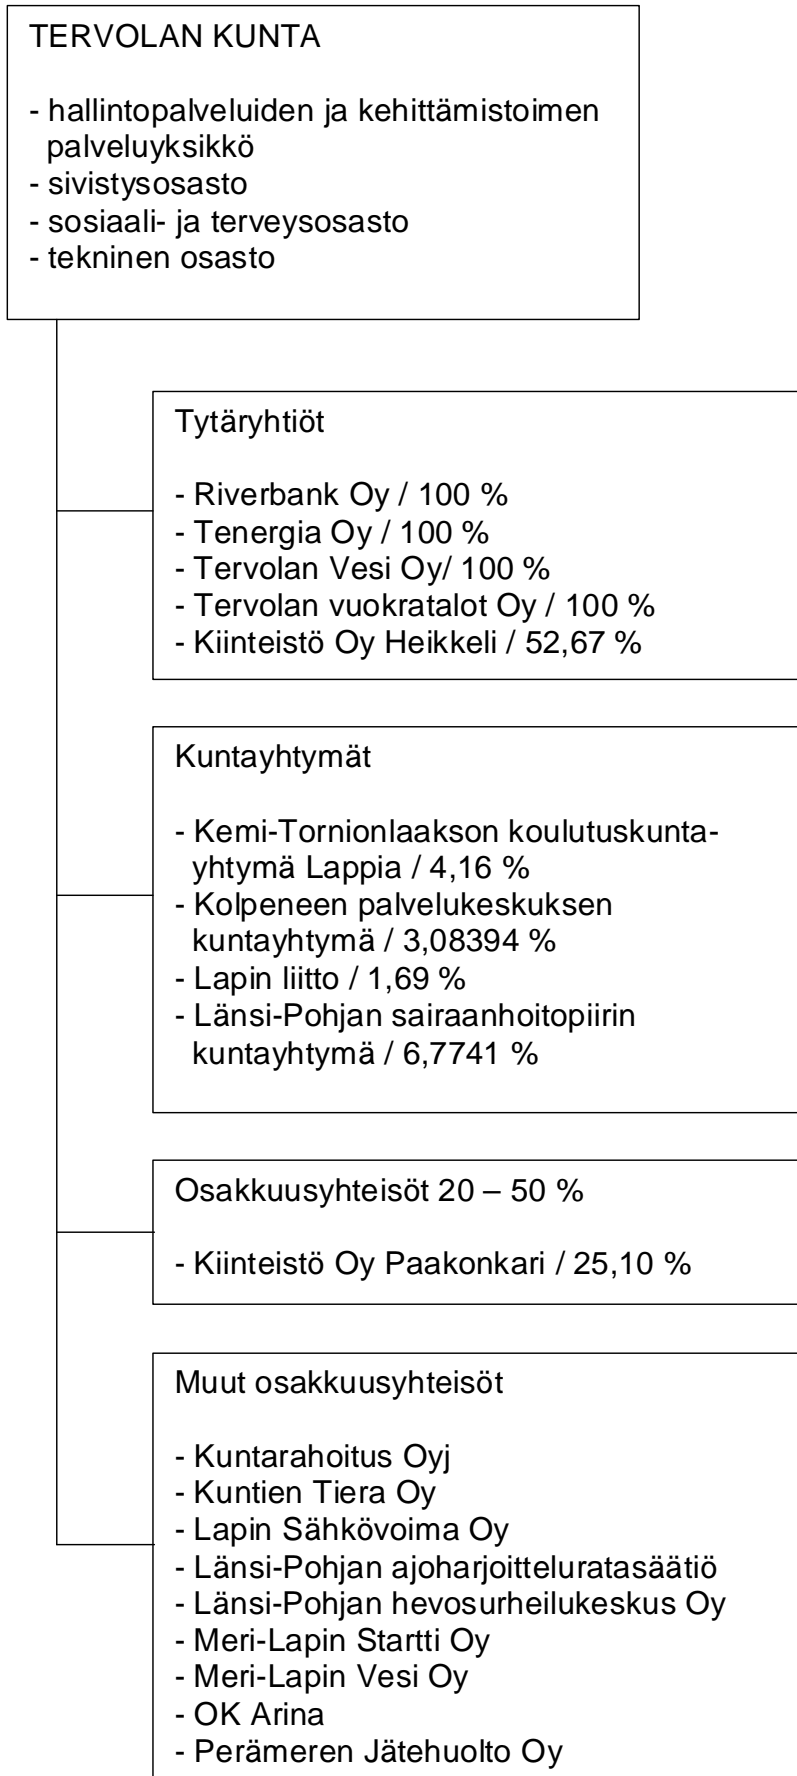 TERVOLAN KUNTA
- hallintopalveluiden ja kehittämistoimen
palveluyksikkö
- sivistysosasto
- sosiaali- ja terveysosasto
- tekninen osasto
Tytäryhtiöt
- Riverbank Oy / 100 %
- Tenergia Oy / 100 %
- Tervolan Vesi Oy/ 100 %
- Tervolan vuokratalot Oy / 100 %
- Kiinteistö Oy Heikkeli / 52,67 %
Kuntayhtymät
- Kemi-Tornionlaakson koulutuskunta-
yhtymä Lappia / 4,16 %
- Kolpeneen palvelukeskuksen
kuntayhtymä / 3,08394 %
- Lapin liitto / 1,69 %
- Länsi-Pohjan sairaanhoitopiirin
kuntayhtymä / 6,7741 %
Osakkuusyhteisöt 20 – 50 %
- Kiinteistö Oy Paakonkari / 25,10 %
Muut osakkuusyhteisöt
- Kuntarahoitus Oyj
- Kuntien Tiera Oy
- Lapin Sähkövoima Oy
- Länsi-Pohjan ajoharjoitteluratasäätiö
- Länsi-Pohjan hevosurheilukeskus Oy
- Meri-Lapin Startti Oy
- Meri-Lapin Vesi Oy
- OK Arina
- Perämeren Jätehuolto Oy